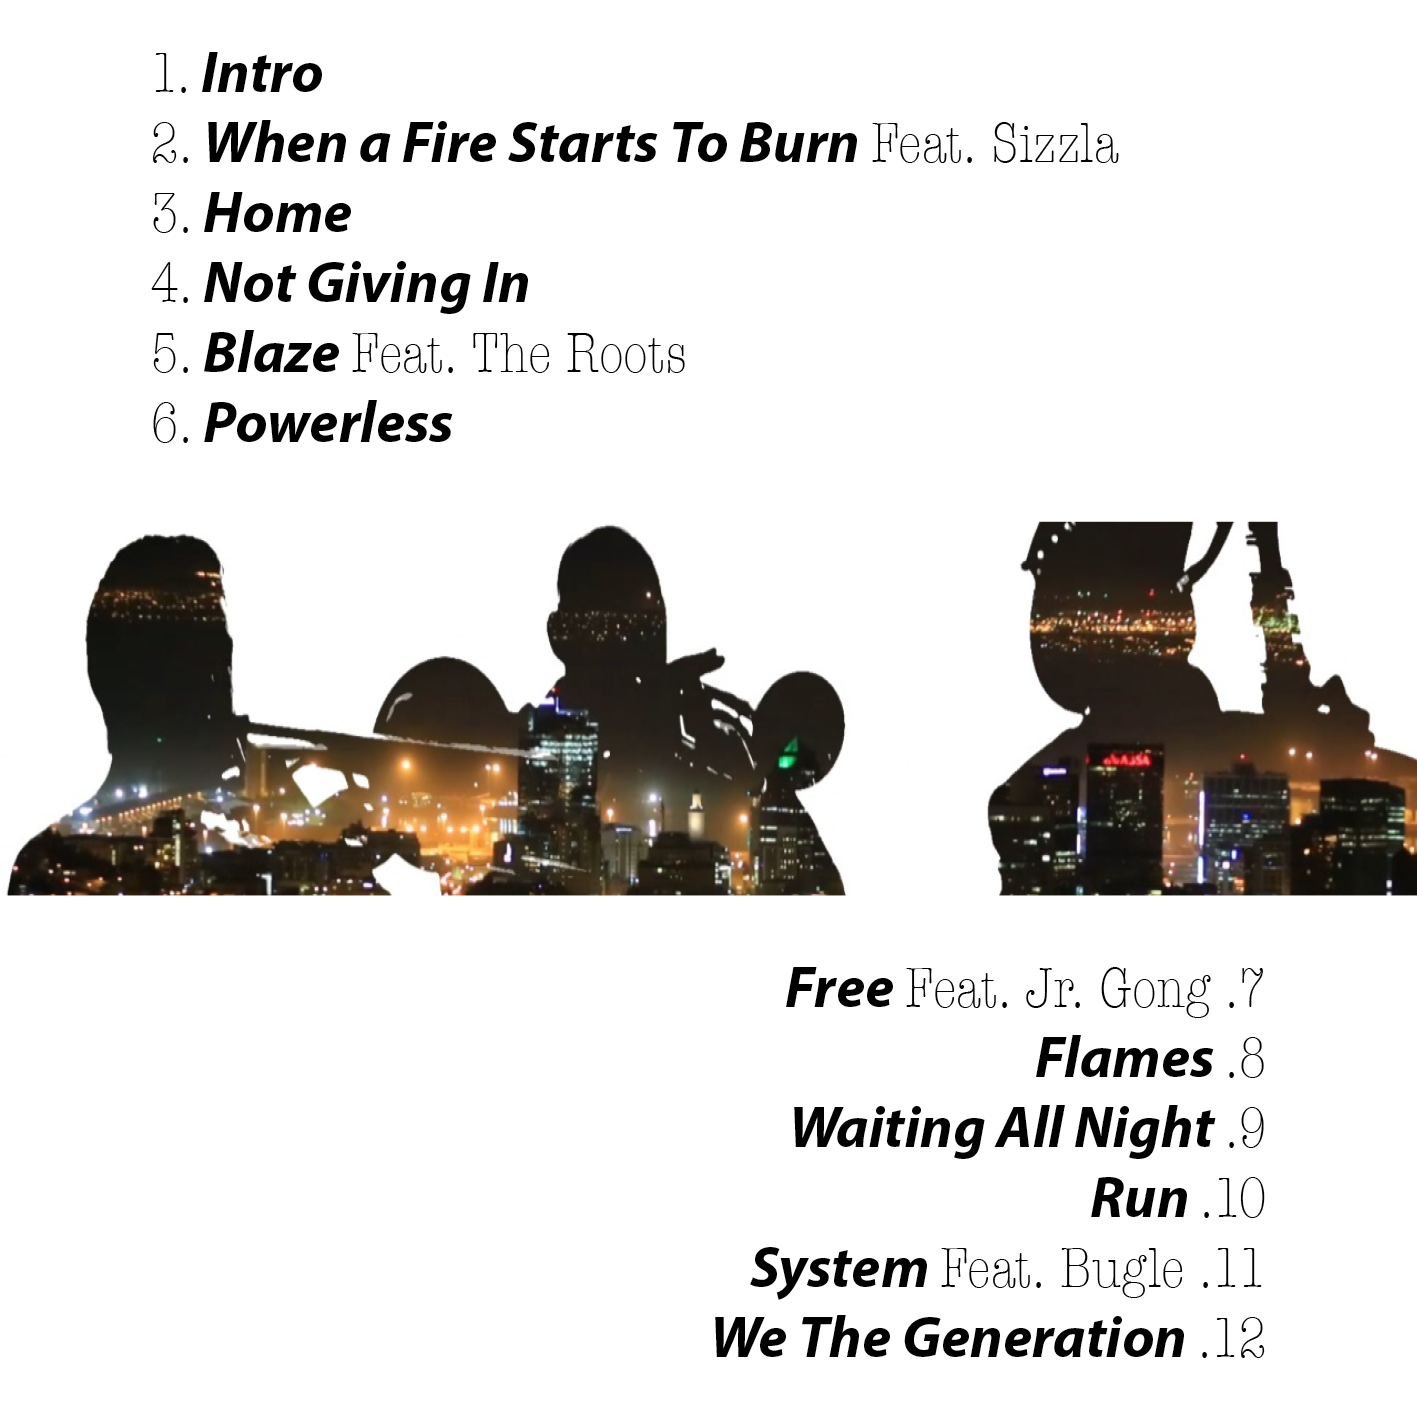 1. Intro
2. When a Fire Starts To Burn Feat. Sizzla
3. Home
4. Not Giving In
5. Blaze Feat. The Roots
6. Powerless
Free Feat. Jr. Gong .7
Flames .8
Waiting All Night .9
Run .10
System Feat. Bugle .11
We The Generation .12